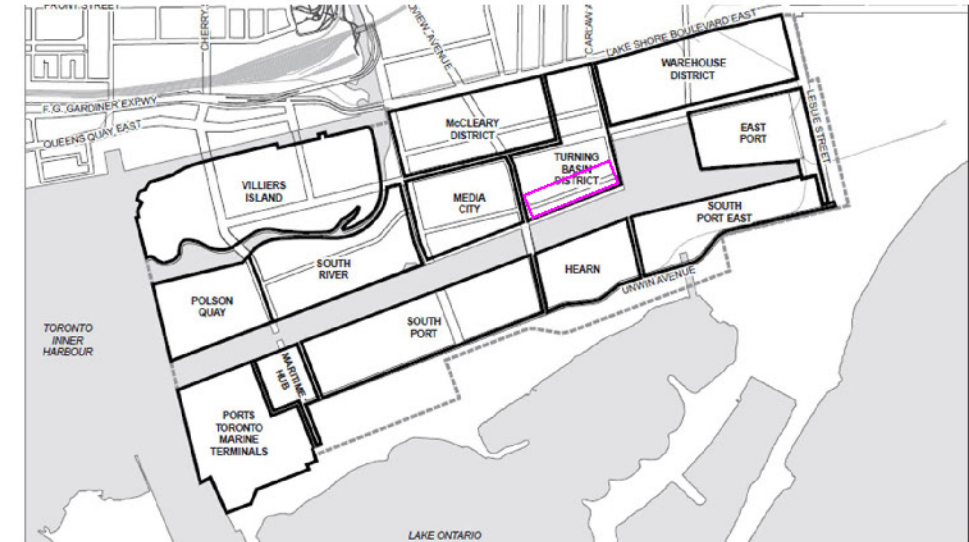 FRONT STREET
CHERRY
CARLAW A
LAKE SHORE BOULEVARD EAST
WAREHOUSE
DISTRICT
F.G. GARDINER EXPWY
QUEENS QUAY EAST
McCLEARY
DISTRICT
LESLIE STREET
EAST
PORT
TURNING
BASIN
DISTRICT
VILLIERS
ISLAND
MEDIA
CITY
SOUTH
PORT EAST
SOUTH
RIVER
HEARN
UNWIN AVENUE
POLSON
QUAY
SOUTH
PORT
TORONTO
INNER
HARBOUR
MARITIME
HUB
PORTS
TORONTO
MARINE
TERMINALS
LAKE ONTARIO